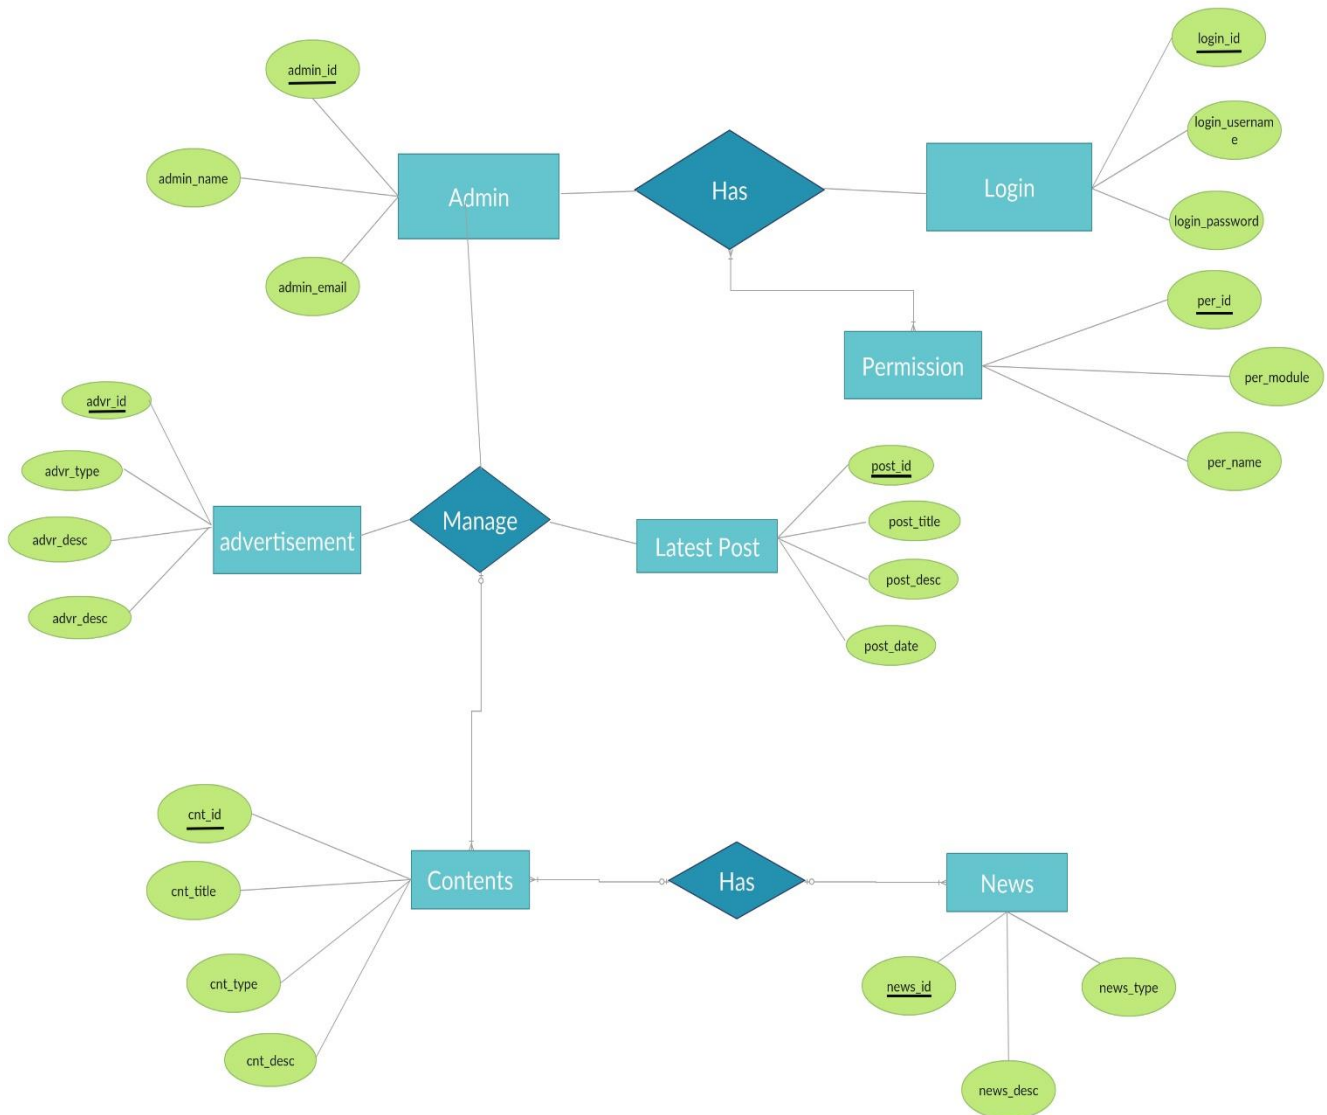 login_id
admin_id
login_usernam
e
admin_name
Admin
Has
Login
login_password
admin_email
per_id
Permission
per_module
advr_id
per_name
advr_type
post_id
Manage
post_title
advr_desc
advertisement
Latest Post
post_desc
advr_desc
post_date
cnt_id
cnt_title
Contents
Has
News
cnt_type
news_id
news_type
cnt_desc
news_desc